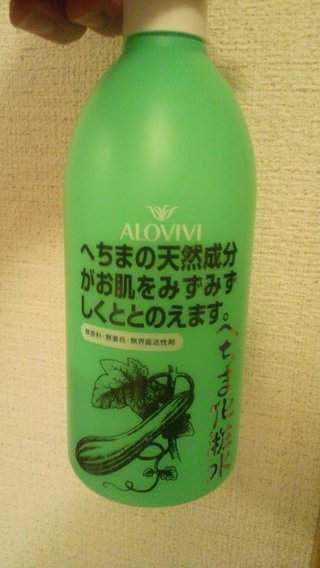 ALOVIVI
へちまの天然成分
がお肌をみずみず
しくととのえます。
無香料・無着色・無界面活性剤
へちま化粧水